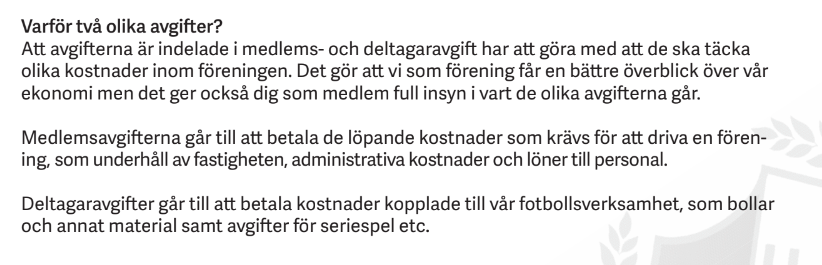 Varför två olika avgifter?
Att avgifterna är indelade i medlems- och deltagaravgift har att göra med att de ska täcka
olika kostnader inom föreningen. Det gör att vi som förening får en bättre överblick över vår
ekonomi men det ger också dig som medlem full insyn i vart de olika avgifterna går.
Medlemsavgifterna går till att betala de löpande kostnader som krävs för att driva en fören-
ing, som underhåll av fastigheten, administrativa kostnader och löner till personal.
Deltagaravgifter går till att betala kostnader kopplade till vår fotbollsverksamhet, som bollar
och annat material samt avgifter för seriespel etc.